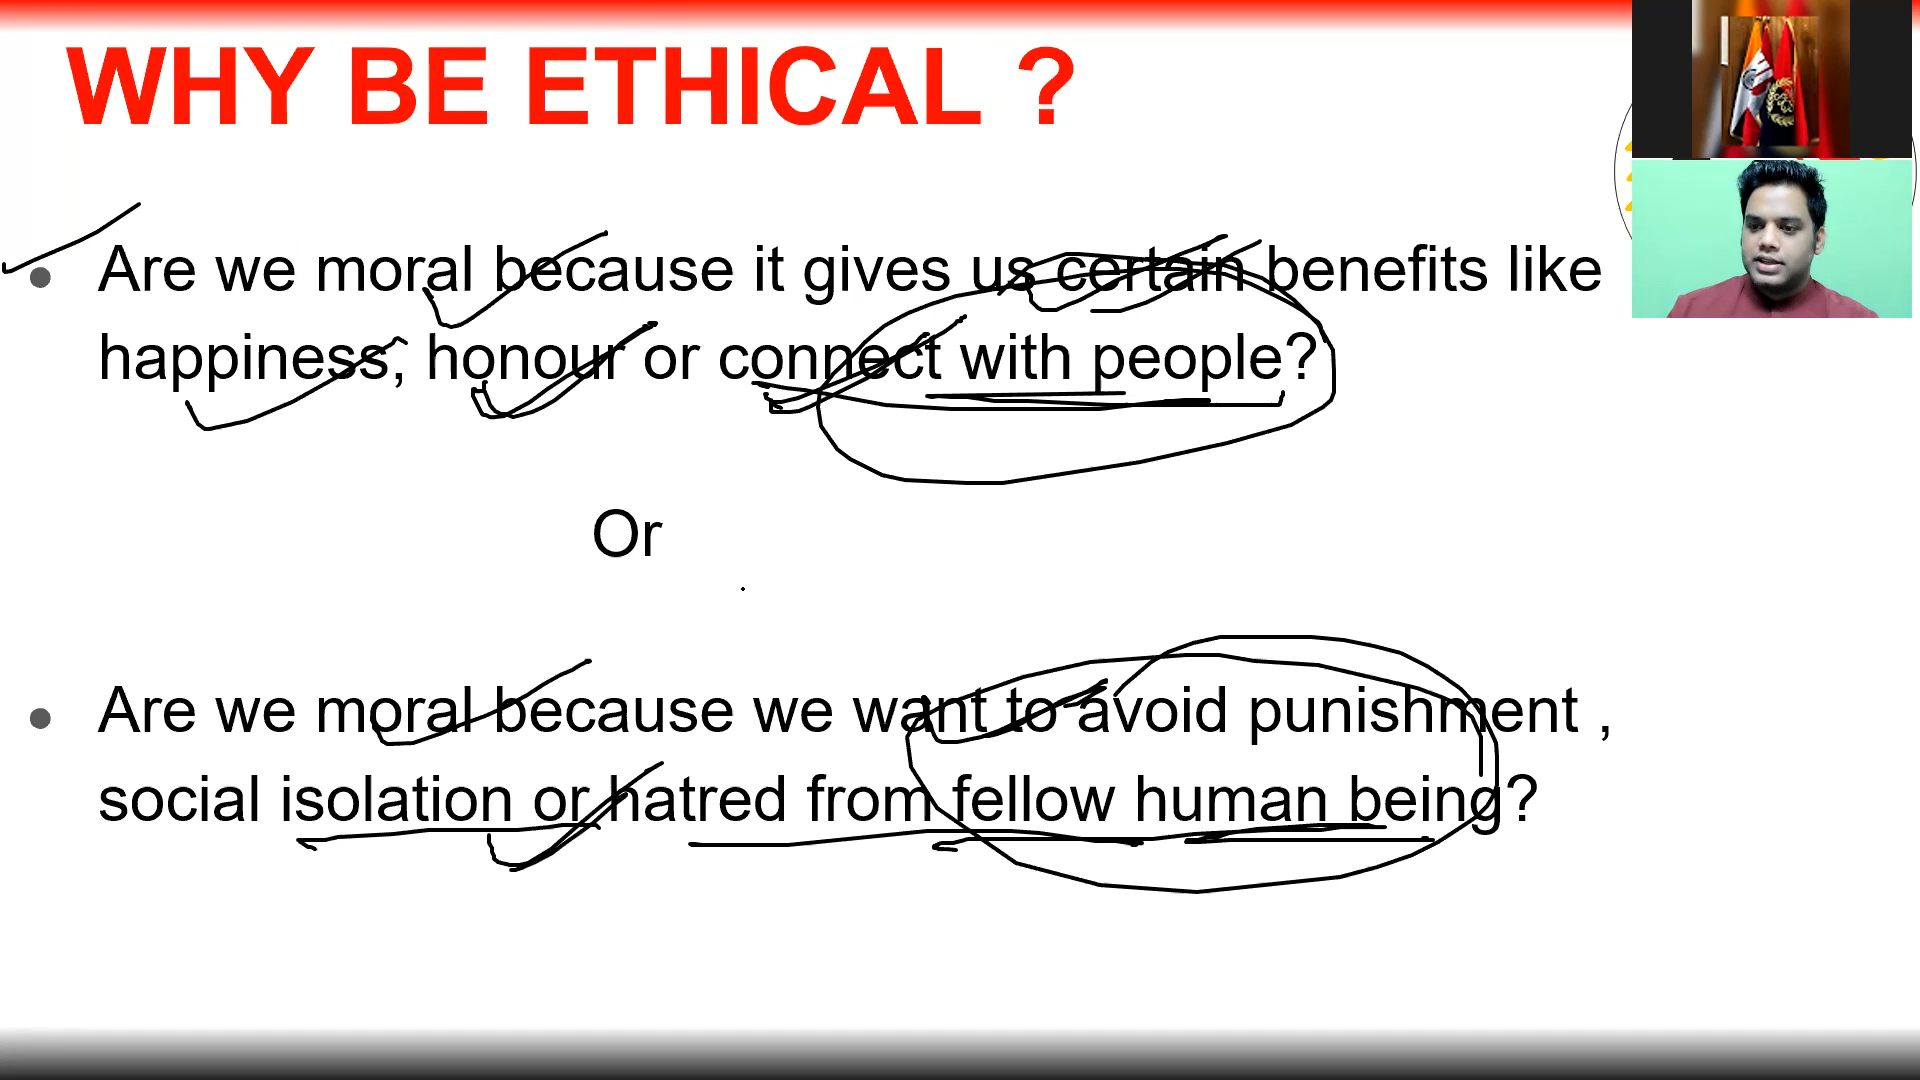 WHY BE ETHICAL ?
Are we moral because it gives us certain benefits like
happiness, honour or connect with people?
Or
Are we moral because we want to avoid punishment ,
social isolation or hatred from fellow human being?